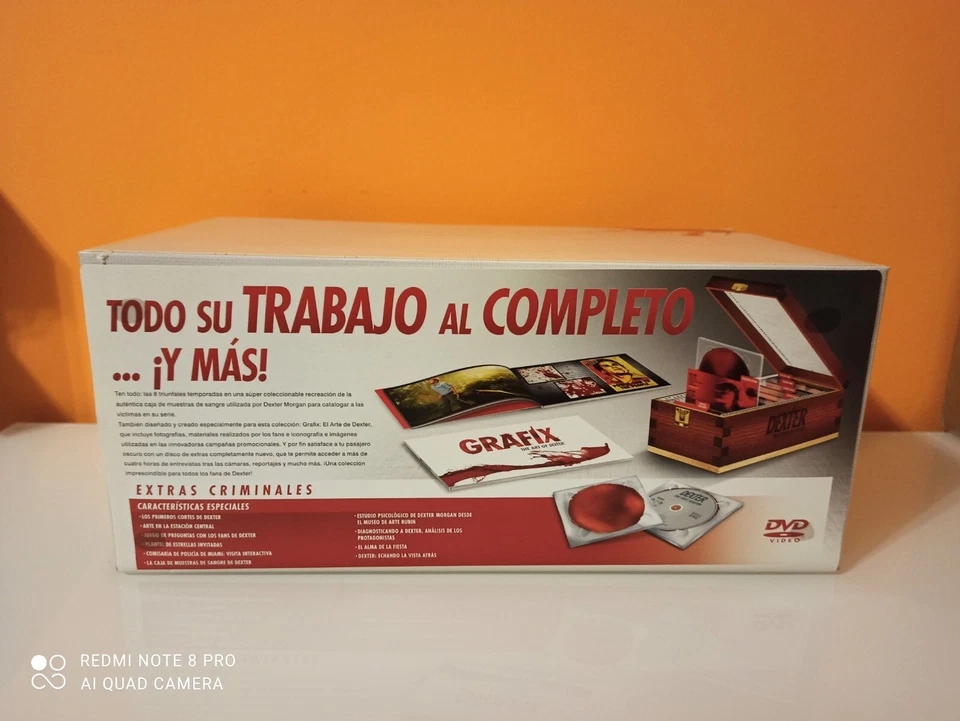 TODO SU TRABAJO AL COMPLETO
... ¡Y MÁS!
Ten todo: las 8 triunfales temporadas en una súper coleccionable recreación de la
auténtica caja de muestras de sangre utilizada por Dexter Morgan para catalogar a las
víctimas en su serie.
También diseñado y creado especialmente para esta colección: Grafix: El Arte de Dexter,
que incluye fotografías, materiales realizados por los fans e iconografía e imágenes
utilizadas en las innovadoras campañas promocionales. Y por fin satisface a tu pasajero
oscuro con un disco de extras completamente nuevo, que te permite acceder a más de
cuatro horas de entrevistas tras las cámaras, reportajes y mucho más. ¡Una colección
imprescindible para todos los fans de Dexter!
GRAFIX
THE ART OF DEXTER
DEXTER
EXTRAS CRIMINALES
CARACTERÍSTICAS ESPECIALES
• LOS PRIMEROS CORTES DE DEXTER
• ARTE EN LA ESTACIÓN CENTRAL
• JUEGO DE PREGUNTAS CON LOS FANS DE DEXTER
• PLANTEL DE ESTRELLAS INVITADAS
• COMISARÍA DE POLICÍA DE MIAMI: VISITA INTERACTIVA
• LA CAJA DE MUESTRAS DE SANGRE DE DEXTER
• ESTUDIO PSICOLÓGICO DE DEXTER MORGAN DESDE
EL MUSEO DE ARTE RUBIN
• DIAGNOSTICANDO A DEXTER. ANÁLISIS DE LOS
PROTAGONISTAS
• EL ALMA DE LA FIESTA
• DEXTER: ECHANDO LA VISTA ATRÁS
DEXTER
DVD
VIDEO
REDMI NOTE 8 PRO
AI QUAD CAMERA